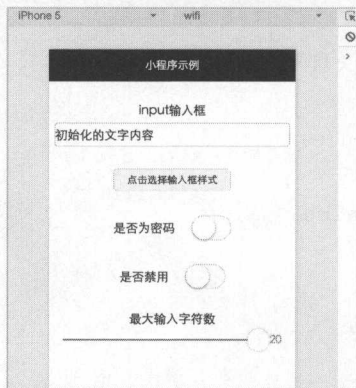 iPhone 5 wifi
小程序示例
input输入框
初始化的文字内容
点击选择输入框样式
是否为密码
是否禁用
最大输入字符数
20